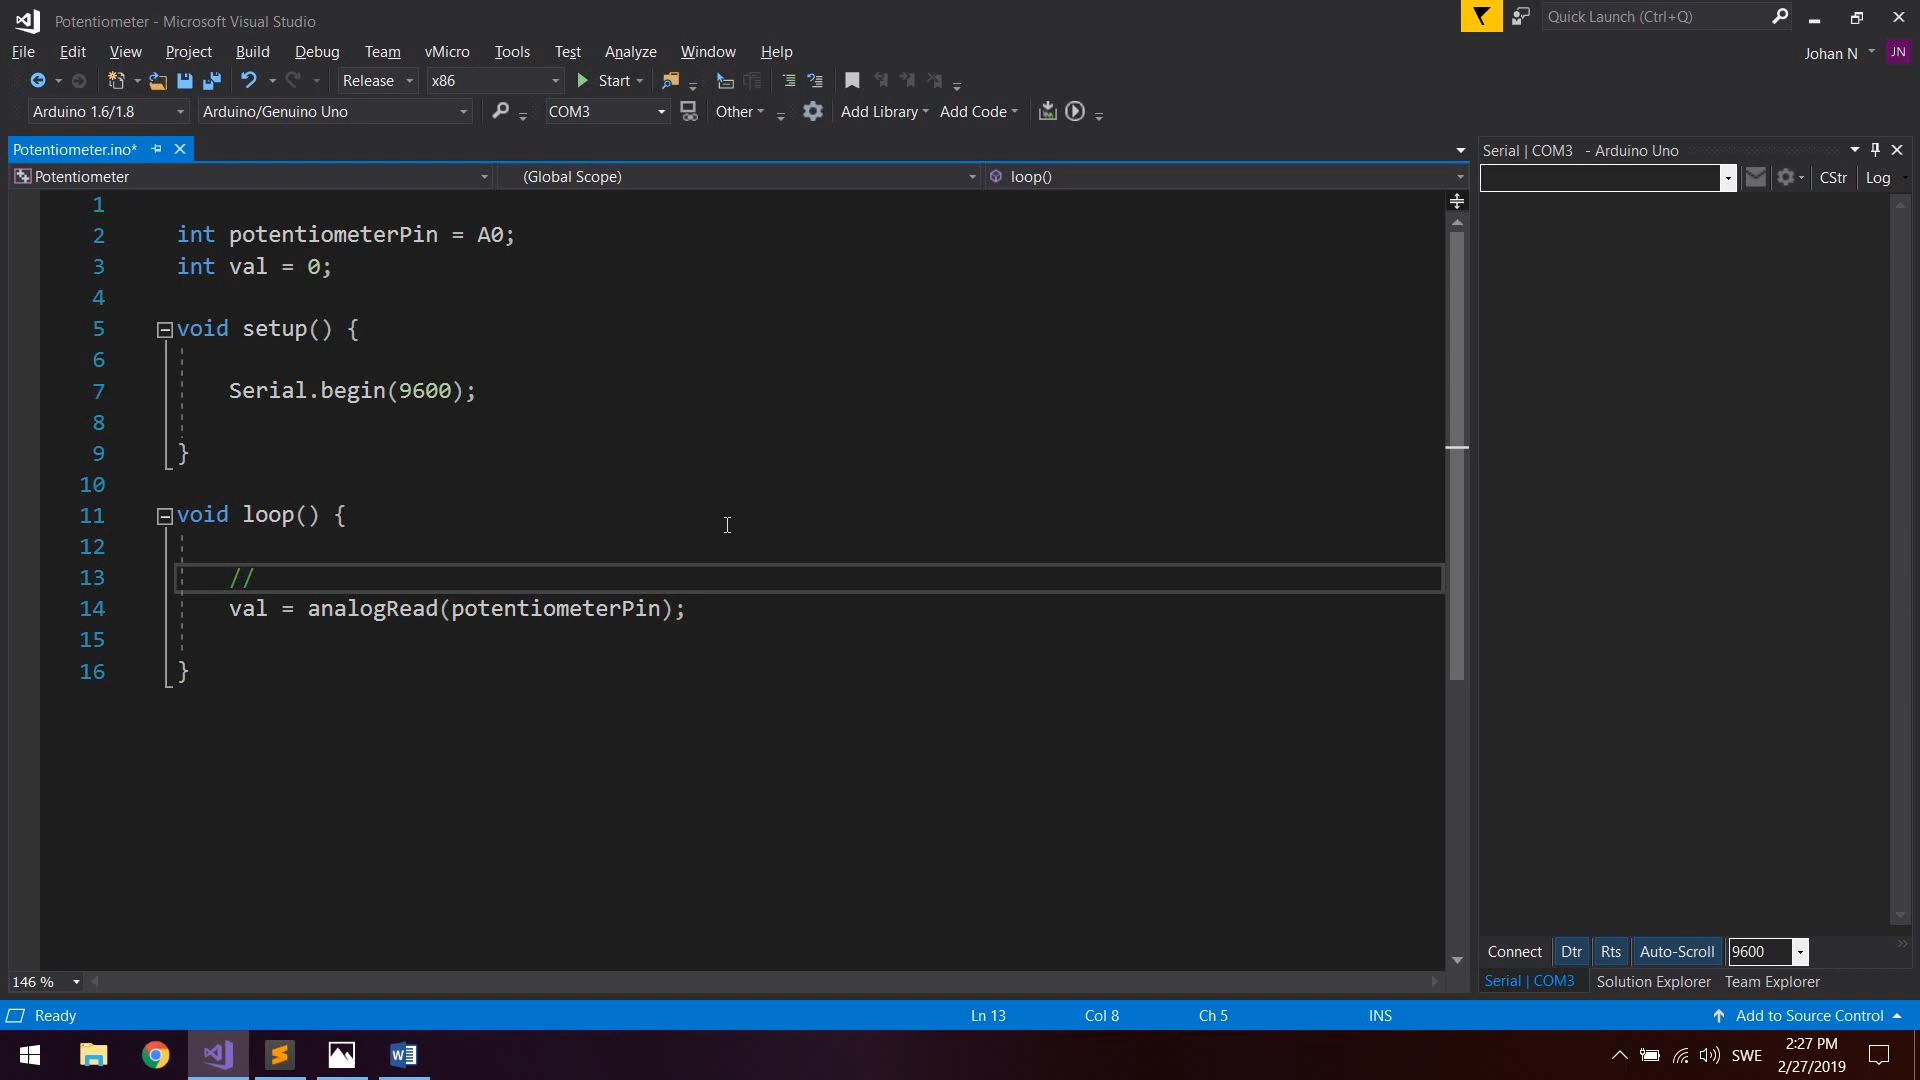 Potentiometer - Microsoft Visual Studio
Quick Launch (Ctrl+Q)
File Edit View Project Build Debug Team vMicro Tools Test Analyze Window Help
Johan N JN
Release x86 Start
Arduino 1.6/1.8 Arduino/Genuino Uno COM3 Other Add Library Add Code
Potentiometer.ino*
Serial | COM3 - Arduino Uno
Potentiometer (Global Scope) loop()
CStr Log
1
2 int potentiometerPin = A0;
3 int val = 0;
4
5 void setup() {
6
7 Serial.begin(9600);
8
9 }
10
11 void loop() {
12
13 //
14 val = analogRead(potentiometerPin);
15
16 }
Connect Dtr Rts Auto-Scroll 9600
146 %
Serial | COM3 Solution Explorer Team Explorer
Ready Ln 13 Col 8 Ch 5 INS Add to Source Control
SWE
2:27 PM
2/27/2019